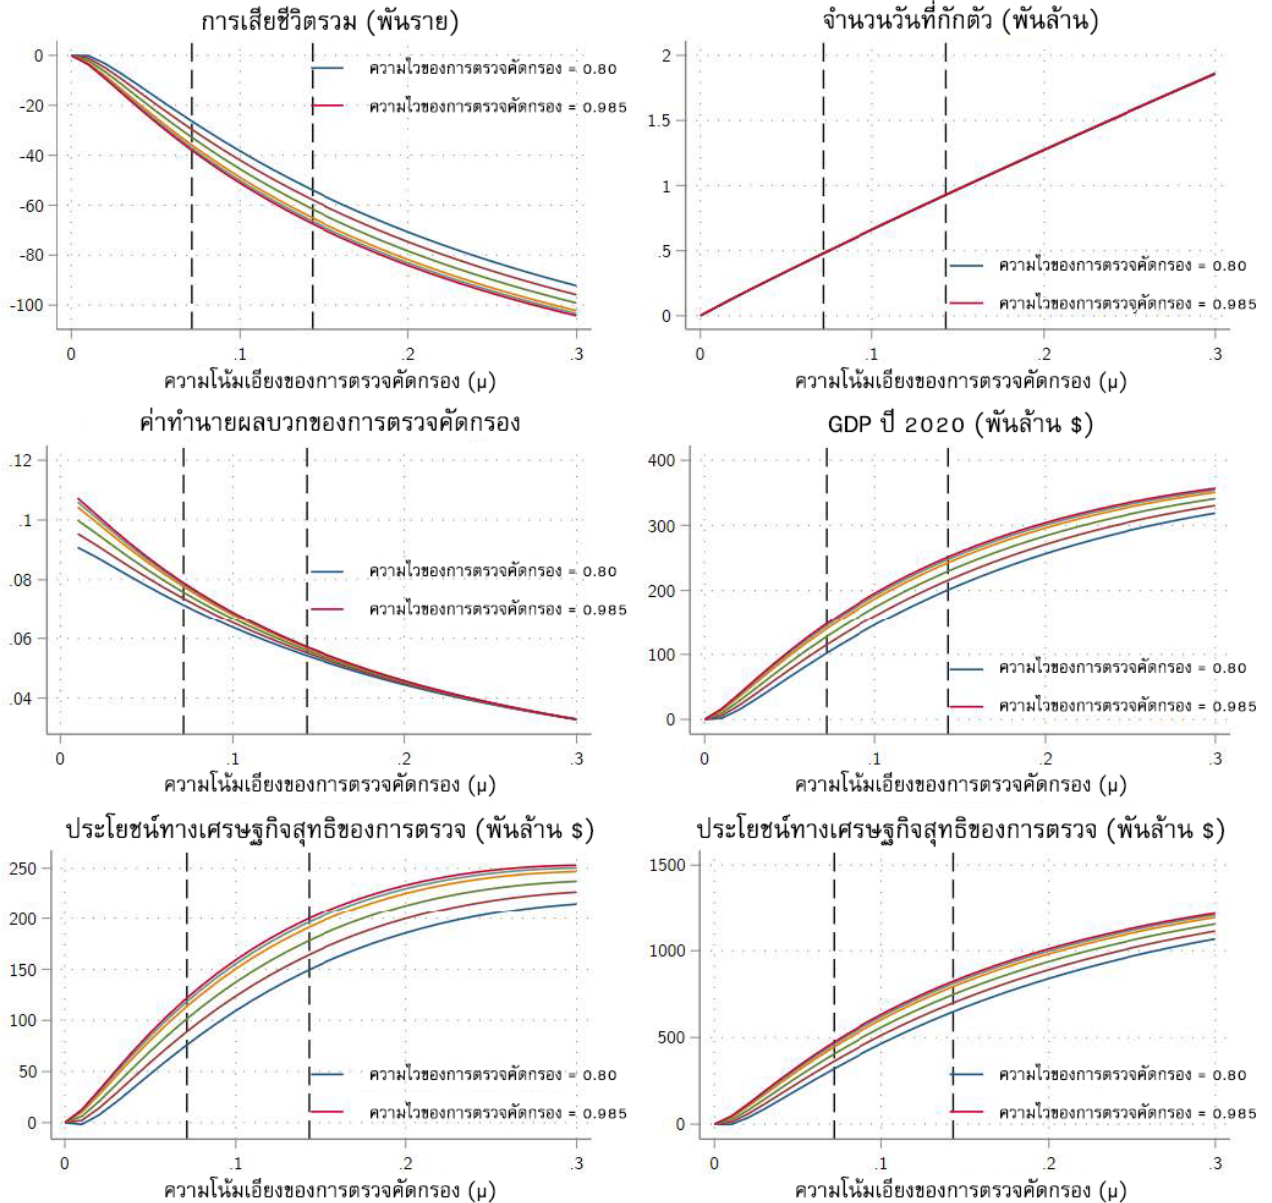 การเสียชีวิตรวม (พันราย)
0
-20
-40
-60
-80
-100
ความไวของการตรวจคัดกรอง = 0.80
ความไวของการตรวจคัดกรอง = 0.985
0 .1 .2 .3
ความโน้มเอียงของการตรวจคัดกรอง (μ)
จำนวนวันที่กักตัว (พันล้าน)
2
1.5
1
.5
0
ความไวของการตรวจคัดกรอง = 0.80
ความไวของการตรวจคัดกรอง = 0.985
0 .1 .2 .3
ความโน้มเอียงของการตรวจคัดกรอง (μ)
ค่าทำนายผลบวกของการตรวจคัดกรอง
.12
.1
.08
.06
.04
ความไวของการตรวจคัดกรอง = 0.80
ความไวของการตรวจคัดกรอง = 0.985
0 .1 .2 .3
ความโน้มเอียงของการตรวจคัดกรอง (μ)
GDP ปี 2020 (พันล้าน $)
400
300
200
100
0
ความไวของการตรวจคัดกรอง = 0.80
ความไวของการตรวจคัดกรอง = 0.985
0 .1 .2 .3
ความโน้มเอียงของการตรวจคัดกรอง (μ)
ประโยชน์ทางเศรษฐกิจสุทธิของการตรวจ (พันล้าน $)
250
200
150
100
50
0
ความไวของการตรวจคัดกรอง = 0.80
ความไวของการตรวจคัดกรอง = 0.985
0 .1 .2 .3
ความโน้มเอียงของการตรวจคัดกรอง (μ)
ประโยชน์ทางเศรษฐกิจสุทธิของการตรวจ (พันล้าน $)
1500
1000
500
0
ความไวของการตรวจคัดกรอง = 0.80
ความไวของการตรวจคัดกรอง = 0.985
0 .1 .2 .3
ความโน้มเอียงของการตรวจคัดกรอง (μ)